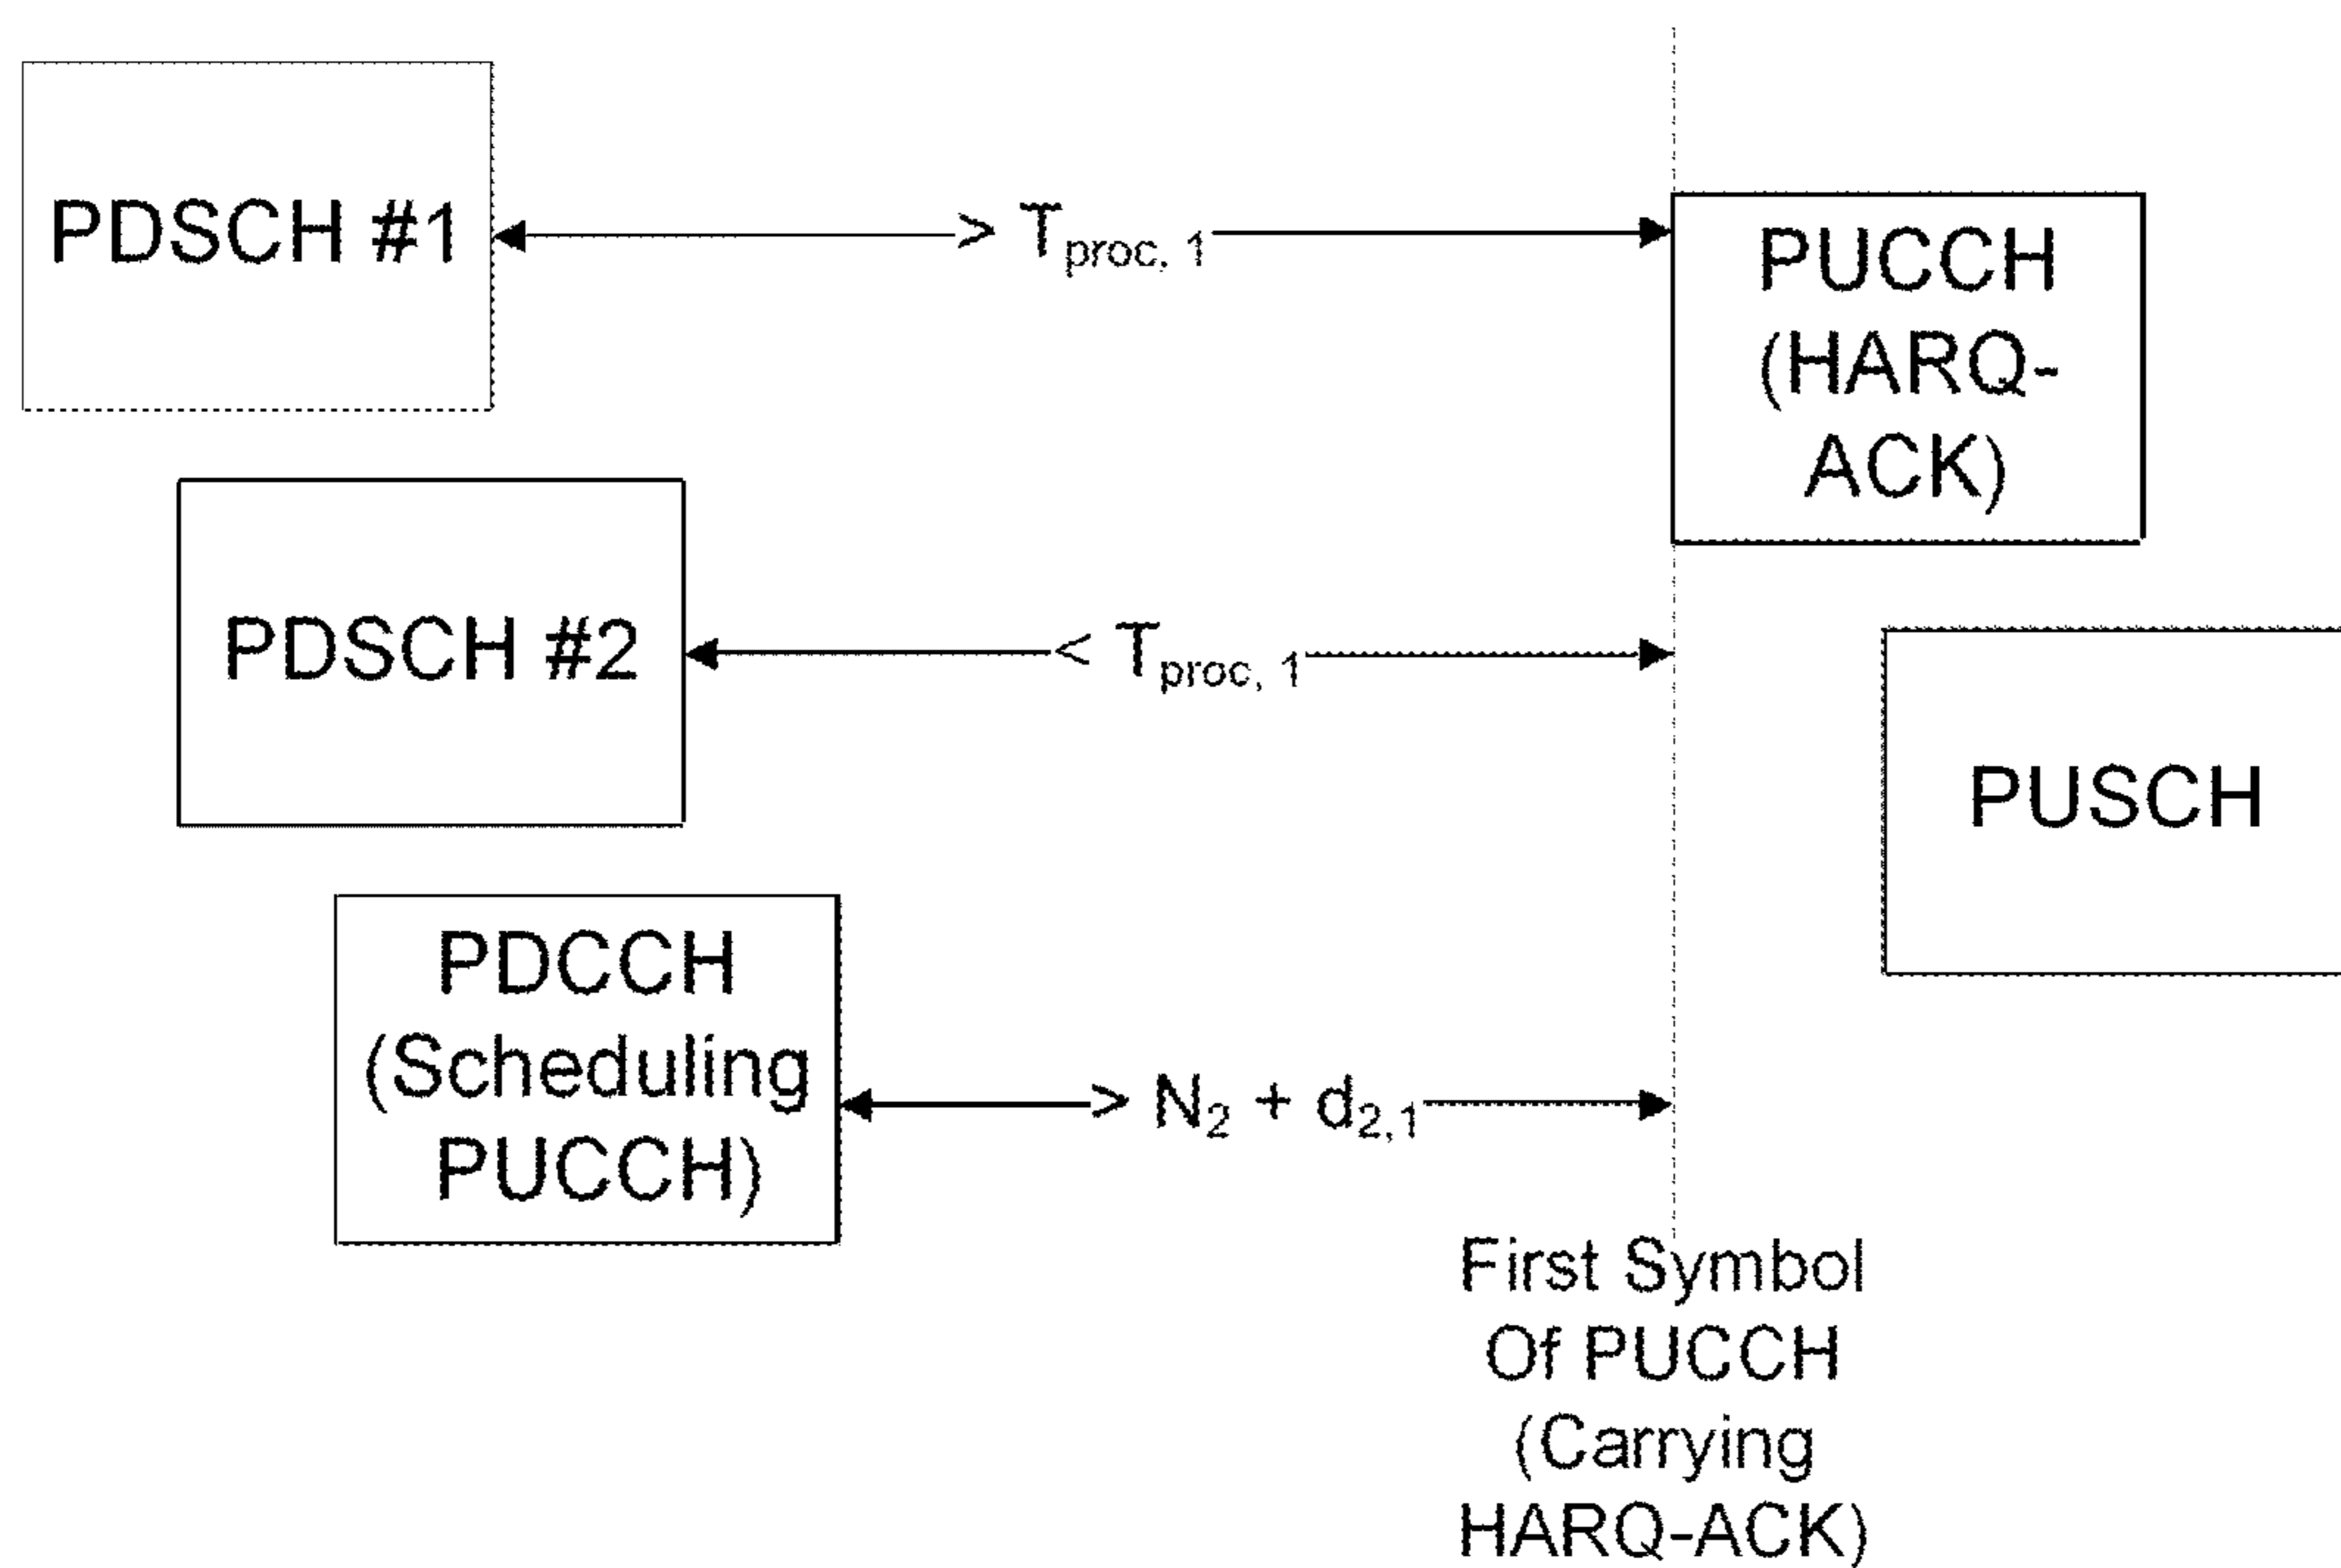 PDSCH #1
> Tproc, 1
PUCCH
(HARQ-
ACK)
PDSCH #2
< Tproc, 1
PUSCH
PDCCH
(Scheduling
PUCCH)
> N2 + d2,1
First Symbol
Of PUCCH
(Carrying
HARQ-ACK)